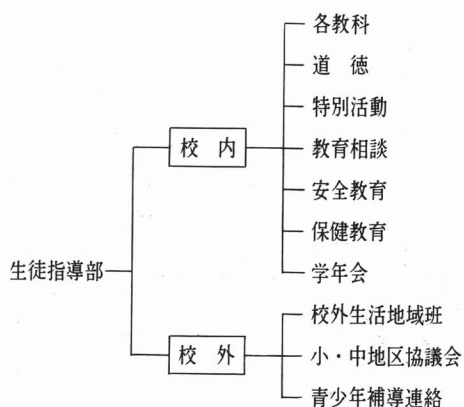 各教科
道 徳
特別活動
校 内
教育相談
安全教育
保健教育
生徒指導部
学年会
校外生活地域班
校 外
小・中地区協議会
青少年補導連絡